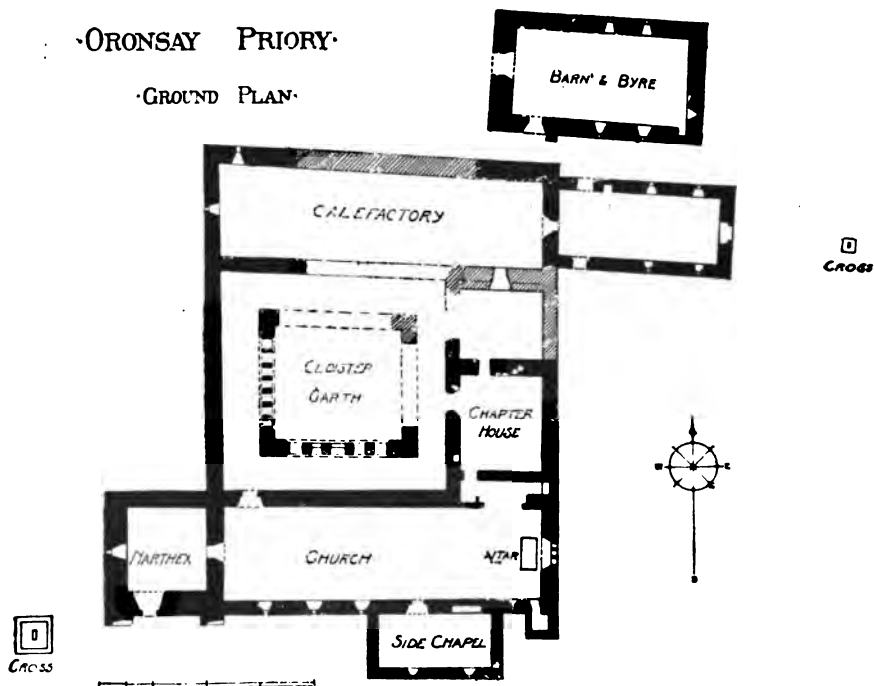 ·ORONSAY PRIORY·
·GROUND PLAN·
BARN & BYRE
CALEFACTORY
CROSS
CLOISTER
GARTH
CHAPTER
HOUSE
W
E
S
NARTHEX
CHURCH
ALTAR
SIDE CHAPEL
CROSS